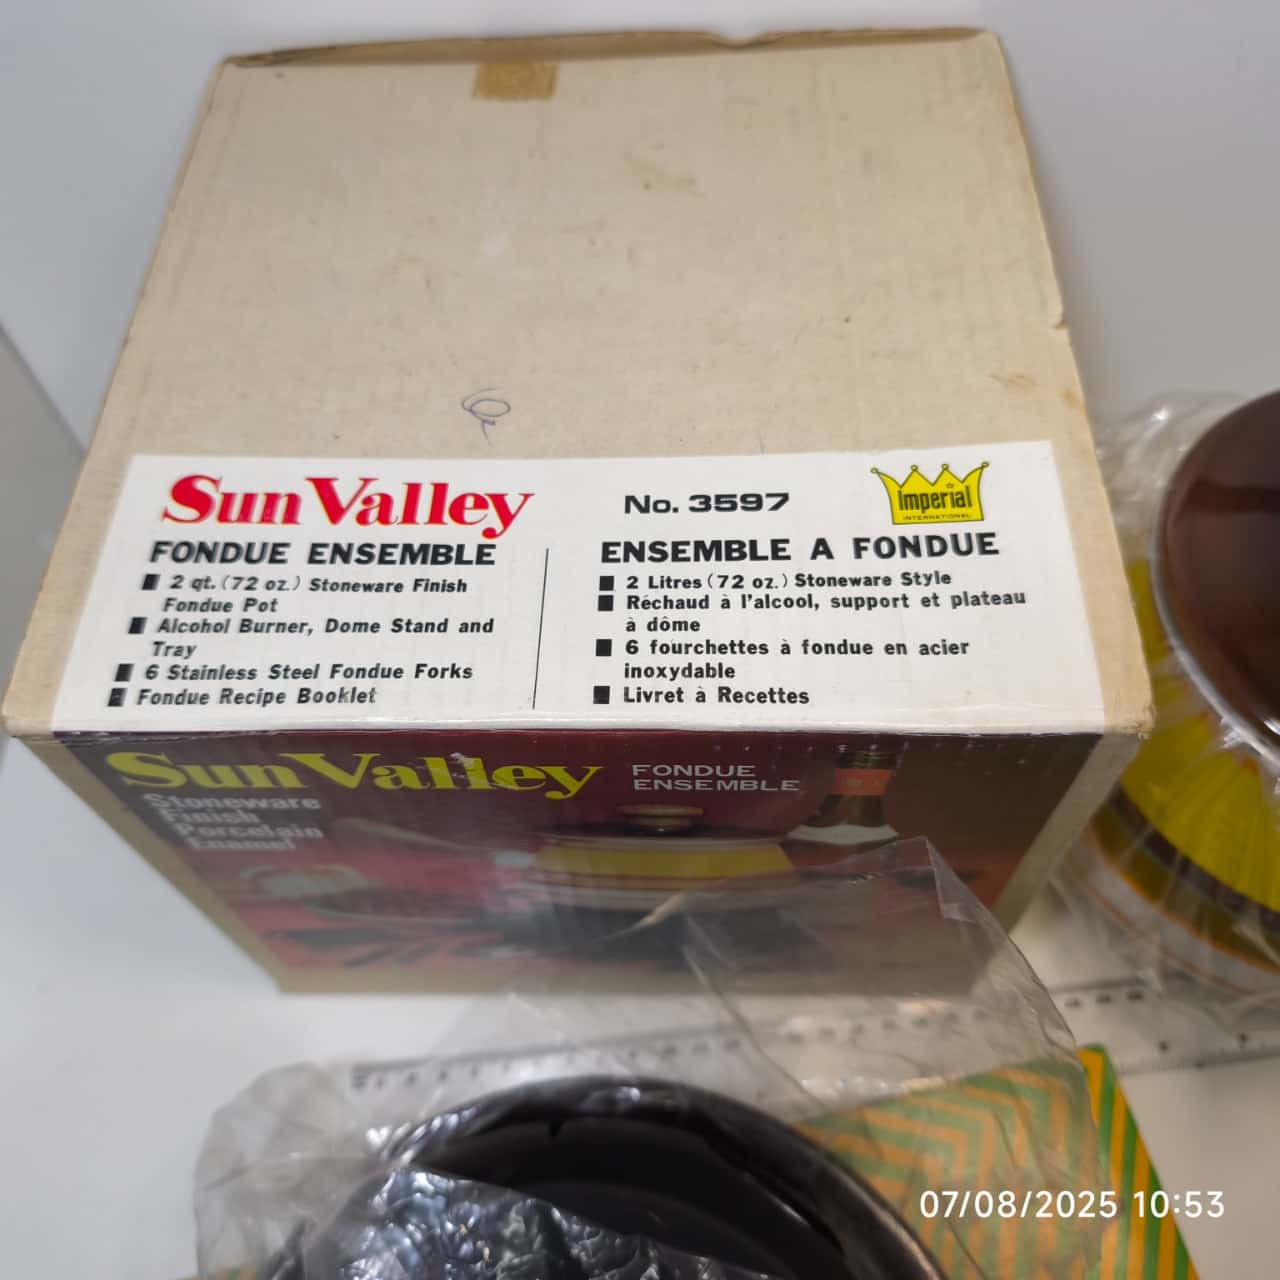 Sun Valley
FONDUE ENSEMBLE
■ 2 qt. (72 oz.) Stoneware Finish
Fondue Pot
■ Alcohol Burner, Dome Stand and
Tray
■ 6 Stainless Steel Fondue Forks
■ Fondue Recipe Booklet
No. 3597
Imperial
INTERNATIONAL
ENSEMBLE A FONDUE
■ 2 Litres (72 oz.) Stoneware Style
■ Réchaud à l'alcool, support et plateau
à dôme
■ 6 fourchettes à fondue en acier
inoxydable
■ Livret à Recettes
Sun Valley
FONDUE
ENSEMBLE
Stoneware
Finish
Porcelain
Enamel
07/08/2025 10:53